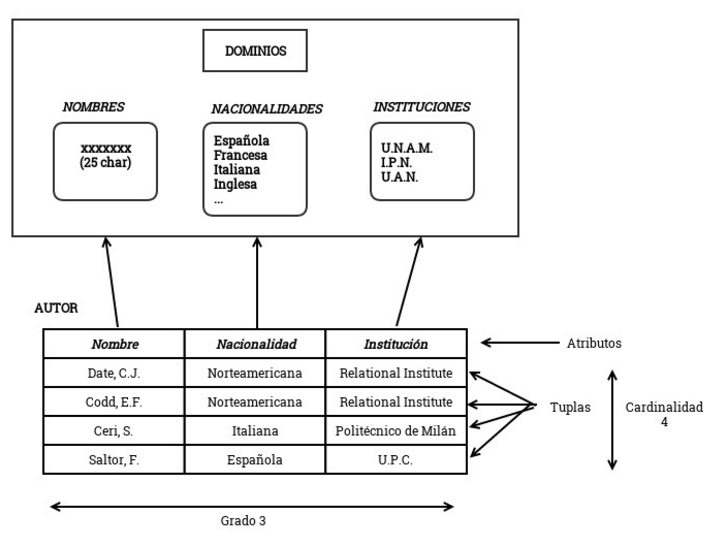 DOMINIOS
NOMBRES
NACIONALIDADES
INSTITUCIONES
xxxxxxx
(25 char)
Española
Francesa
Italiana
Inglesa
...
U.N.A.M.
I.P.N.
U.A.N.
AUTOR
Nombre Nacionalidad Institución
Atributos
Date, C.J. Norteamericana Relational Institute
Codd, E.F. Norteamericana Relational Institute
Ceri, S. Italiana Politécnico de Milán
Saltor, F. Española U.P.C.
Tuplas
Cardinalidad
4
Grado 3